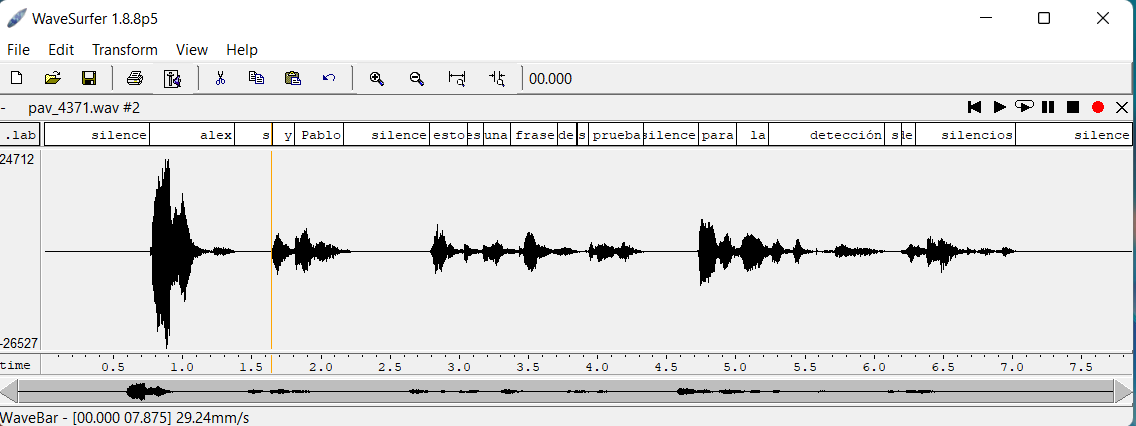 WaveSurfer 1.8.8p5
File Edit Transform View Help
00.000
- pav_4371.wav #2
.lab silence alex s y Pablo silence esto es una frase de s prueba silence para la detección s de silencios silence
24712
-26527
time 0.5 1.0 1.5 2.0 2.5 3.0 3.5 4.0 4.5 5.0 5.5 6.0 6.5 7.0 7.5
WaveBar - [00.000 07.875] 29.24mm/s